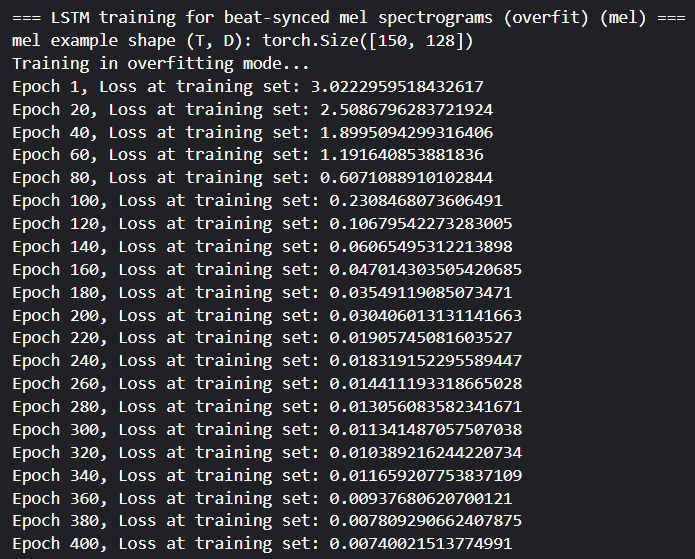 === LSTM training for beat-synced mel spectrograms (overfit) (mel) ===
mel example shape (T, D): torch.Size([150, 128])
Training in overfitting mode...
Epoch 1, Loss at training set: 3.0222959518432617
Epoch 20, Loss at training set: 2.5086796283721924
Epoch 40, Loss at training set: 1.8995094299316406
Epoch 60, Loss at training set: 1.191640853881836
Epoch 80, Loss at training set: 0.6071088910102844
Epoch 100, Loss at training set: 0.2308468073606491
Epoch 120, Loss at training set: 0.10679542273283005
Epoch 140, Loss at training set: 0.06065495312213898
Epoch 160, Loss at training set: 0.047014303505420685
Epoch 180, Loss at training set: 0.03549119085073471
Epoch 200, Loss at training set: 0.030406013131141663
Epoch 220, Loss at training set: 0.01905745081603527
Epoch 240, Loss at training set: 0.018319152295589447
Epoch 260, Loss at training set: 0.014411193318665028
Epoch 280, Loss at training set: 0.013056083582341671
Epoch 300, Loss at training set: 0.011341487057507038
Epoch 320, Loss at training set: 0.010389216244220734
Epoch 340, Loss at training set: 0.011659207753837109
Epoch 360, Loss at training set: 0.00937680620700121
Epoch 380, Loss at training set: 0.007809290662407875
Epoch 400, Loss at training set: 0.00740021513774991